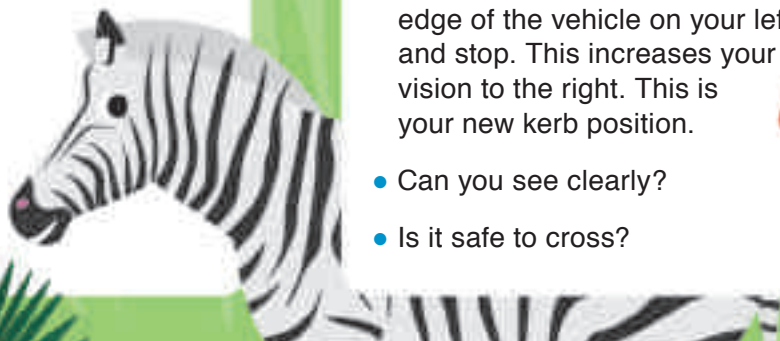 edge of the vehicle on your lef
and stop. This increases your
vision to the right. This is
your new kerb position.
• Can you see clearly?
• Is it safe to cross?